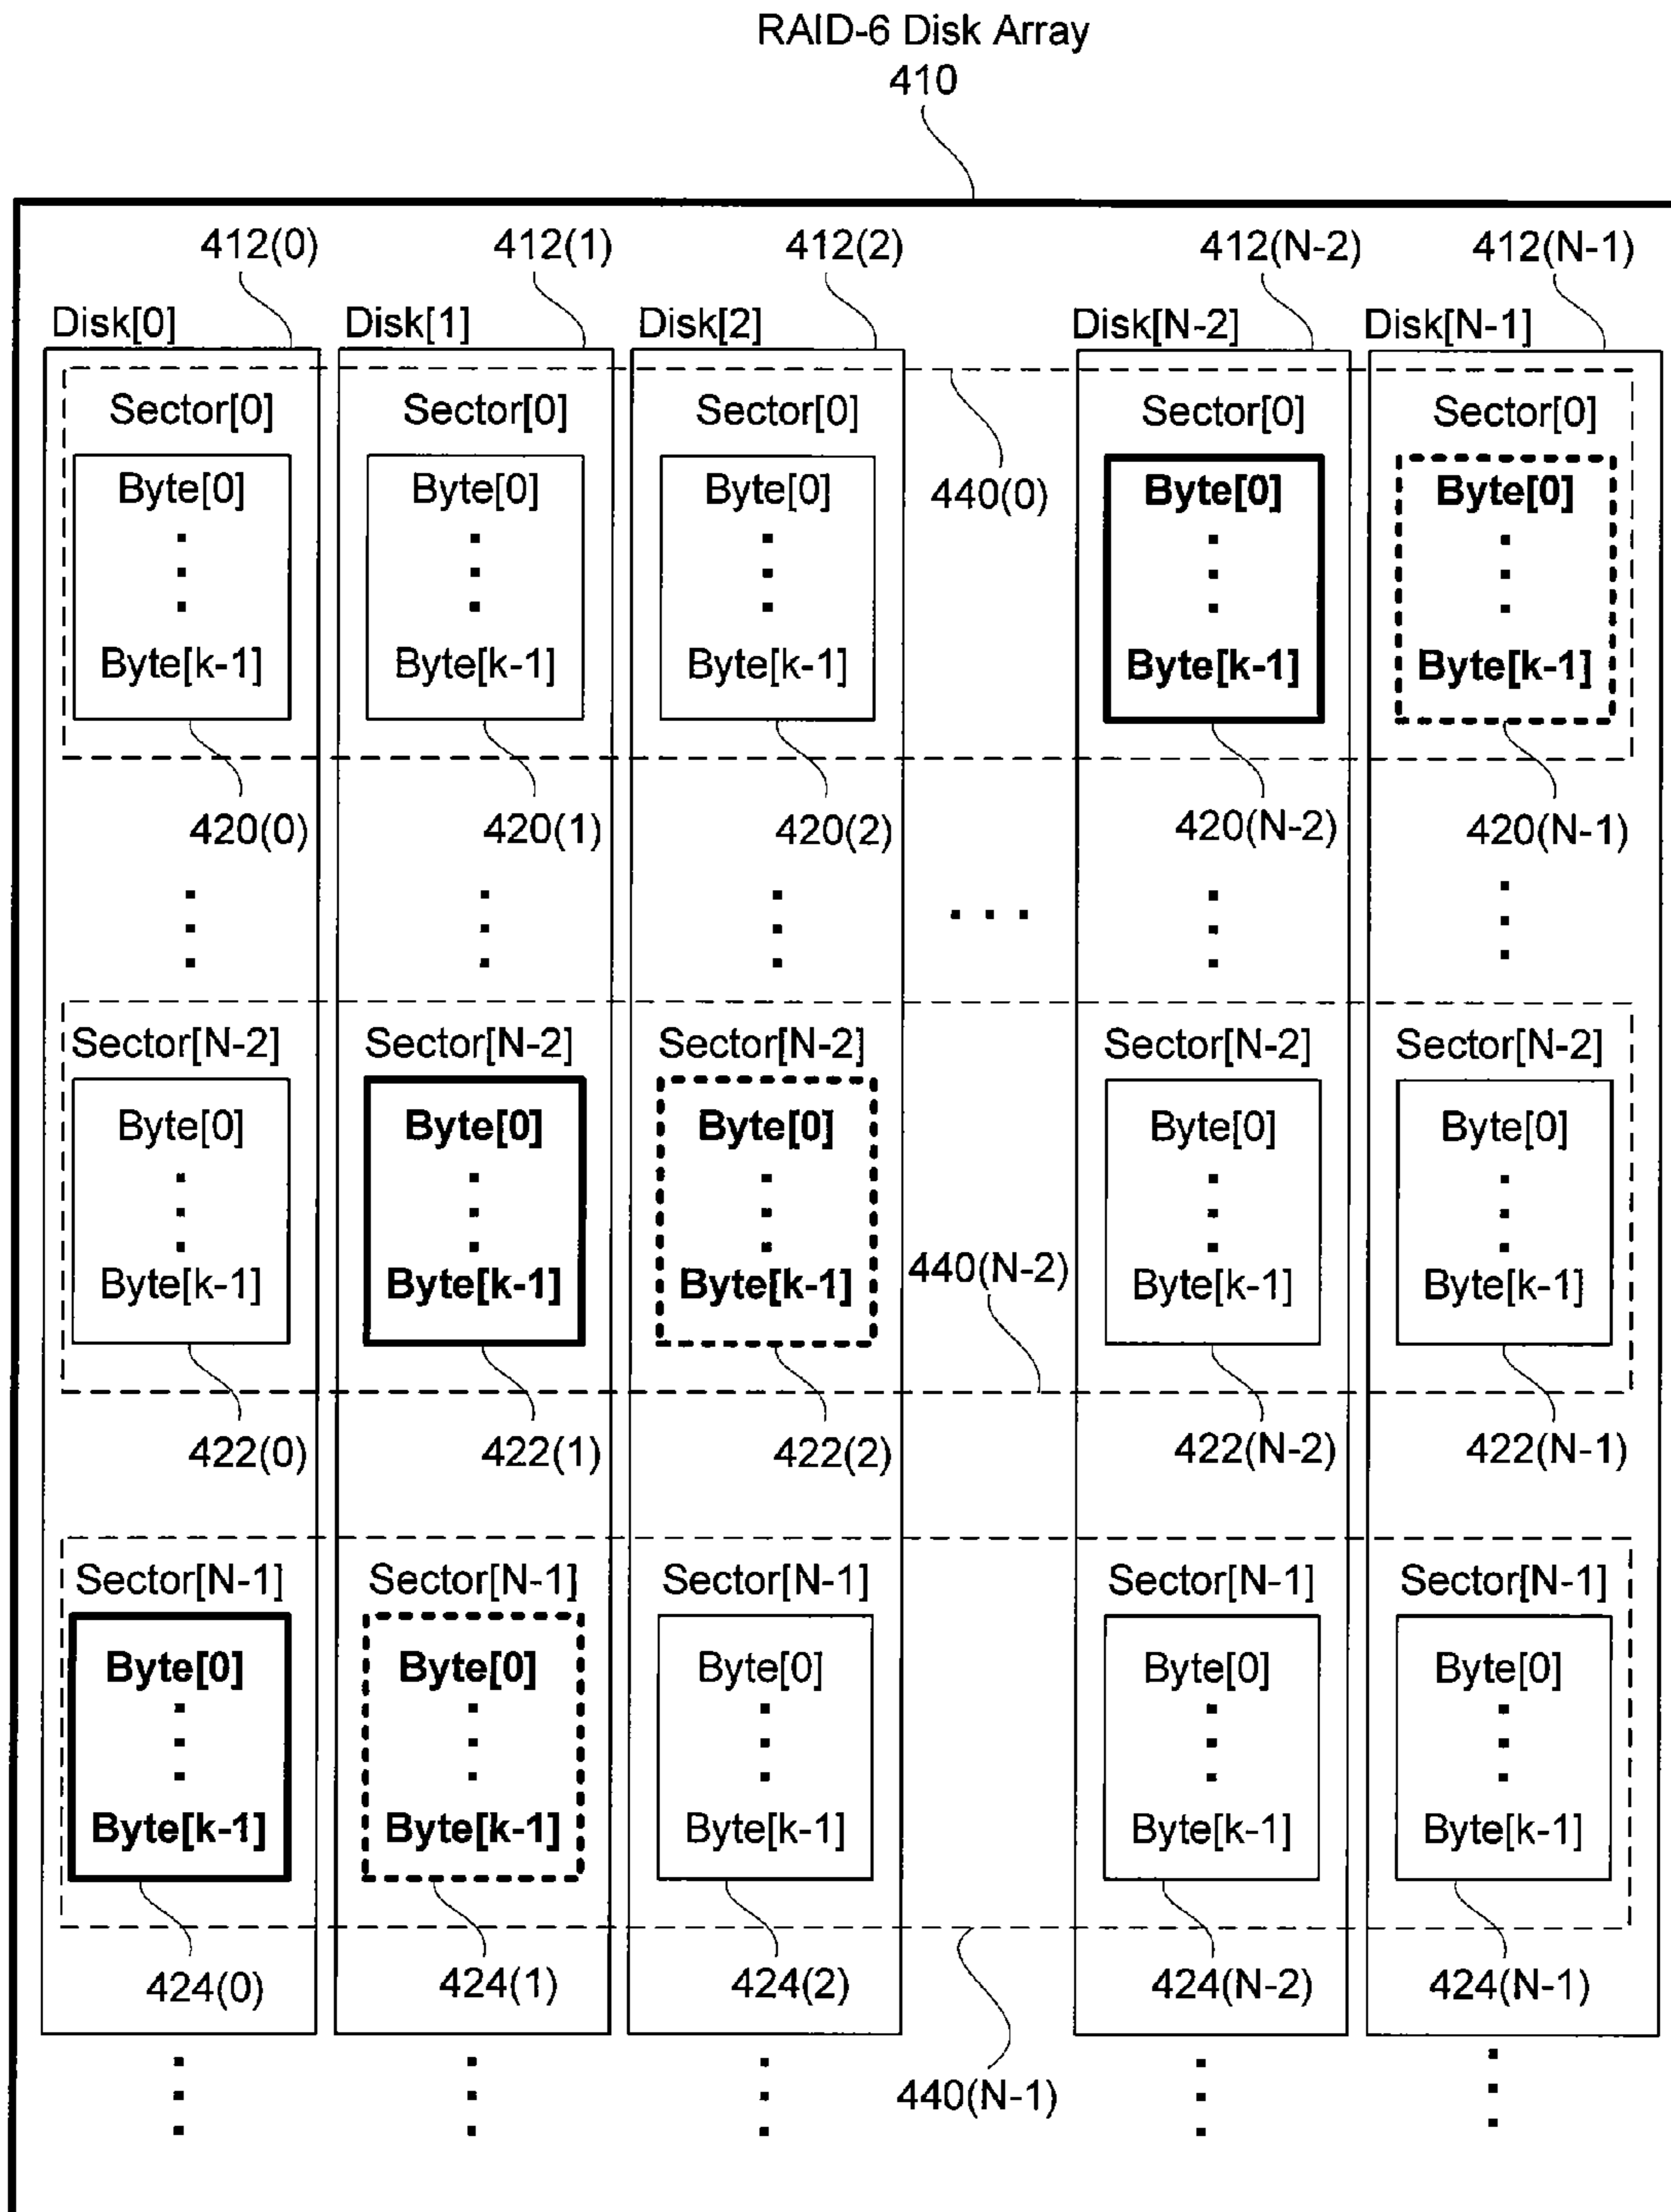 RAID-6 Disk Array
410
412(0) 412(1) 412(2) 412(N-2) 412(N-1)
Disk[0] Disk[1] Disk[2] Disk[N-2] Disk[N-1]
Sector[0] Sector[0] Sector[0] Sector[0] Sector[0]
Byte[0] Byte[0] Byte[0] 440(0) Byte[0] Byte[0]
Byte[k-1] Byte[k-1] Byte[k-1] Byte[k-1] Byte[k-1]
420(0) 420(1) 420(2) 420(N-2) 420(N-1)
Sector[N-2] Sector[N-2] Sector[N-2] Sector[N-2] Sector[N-2]
Byte[0] Byte[0] Byte[0] Byte[0] Byte[0]
Byte[k-1] Byte[k-1] Byte[k-1] 440(N-2) Byte[k-1] Byte[k-1]
422(0) 422(1) 422(2) 422(N-2) 422(N-1)
Sector[N-1] Sector[N-1] Sector[N-1] Sector[N-1] Sector[N-1]
Byte[0] Byte[0] Byte[0] Byte[0] Byte[0]
Byte[k-1] Byte[k-1] Byte[k-1] Byte[k-1] Byte[k-1]
424(0) 424(1) 424(2) 424(N-2) 424(N-1)
440(N-1)